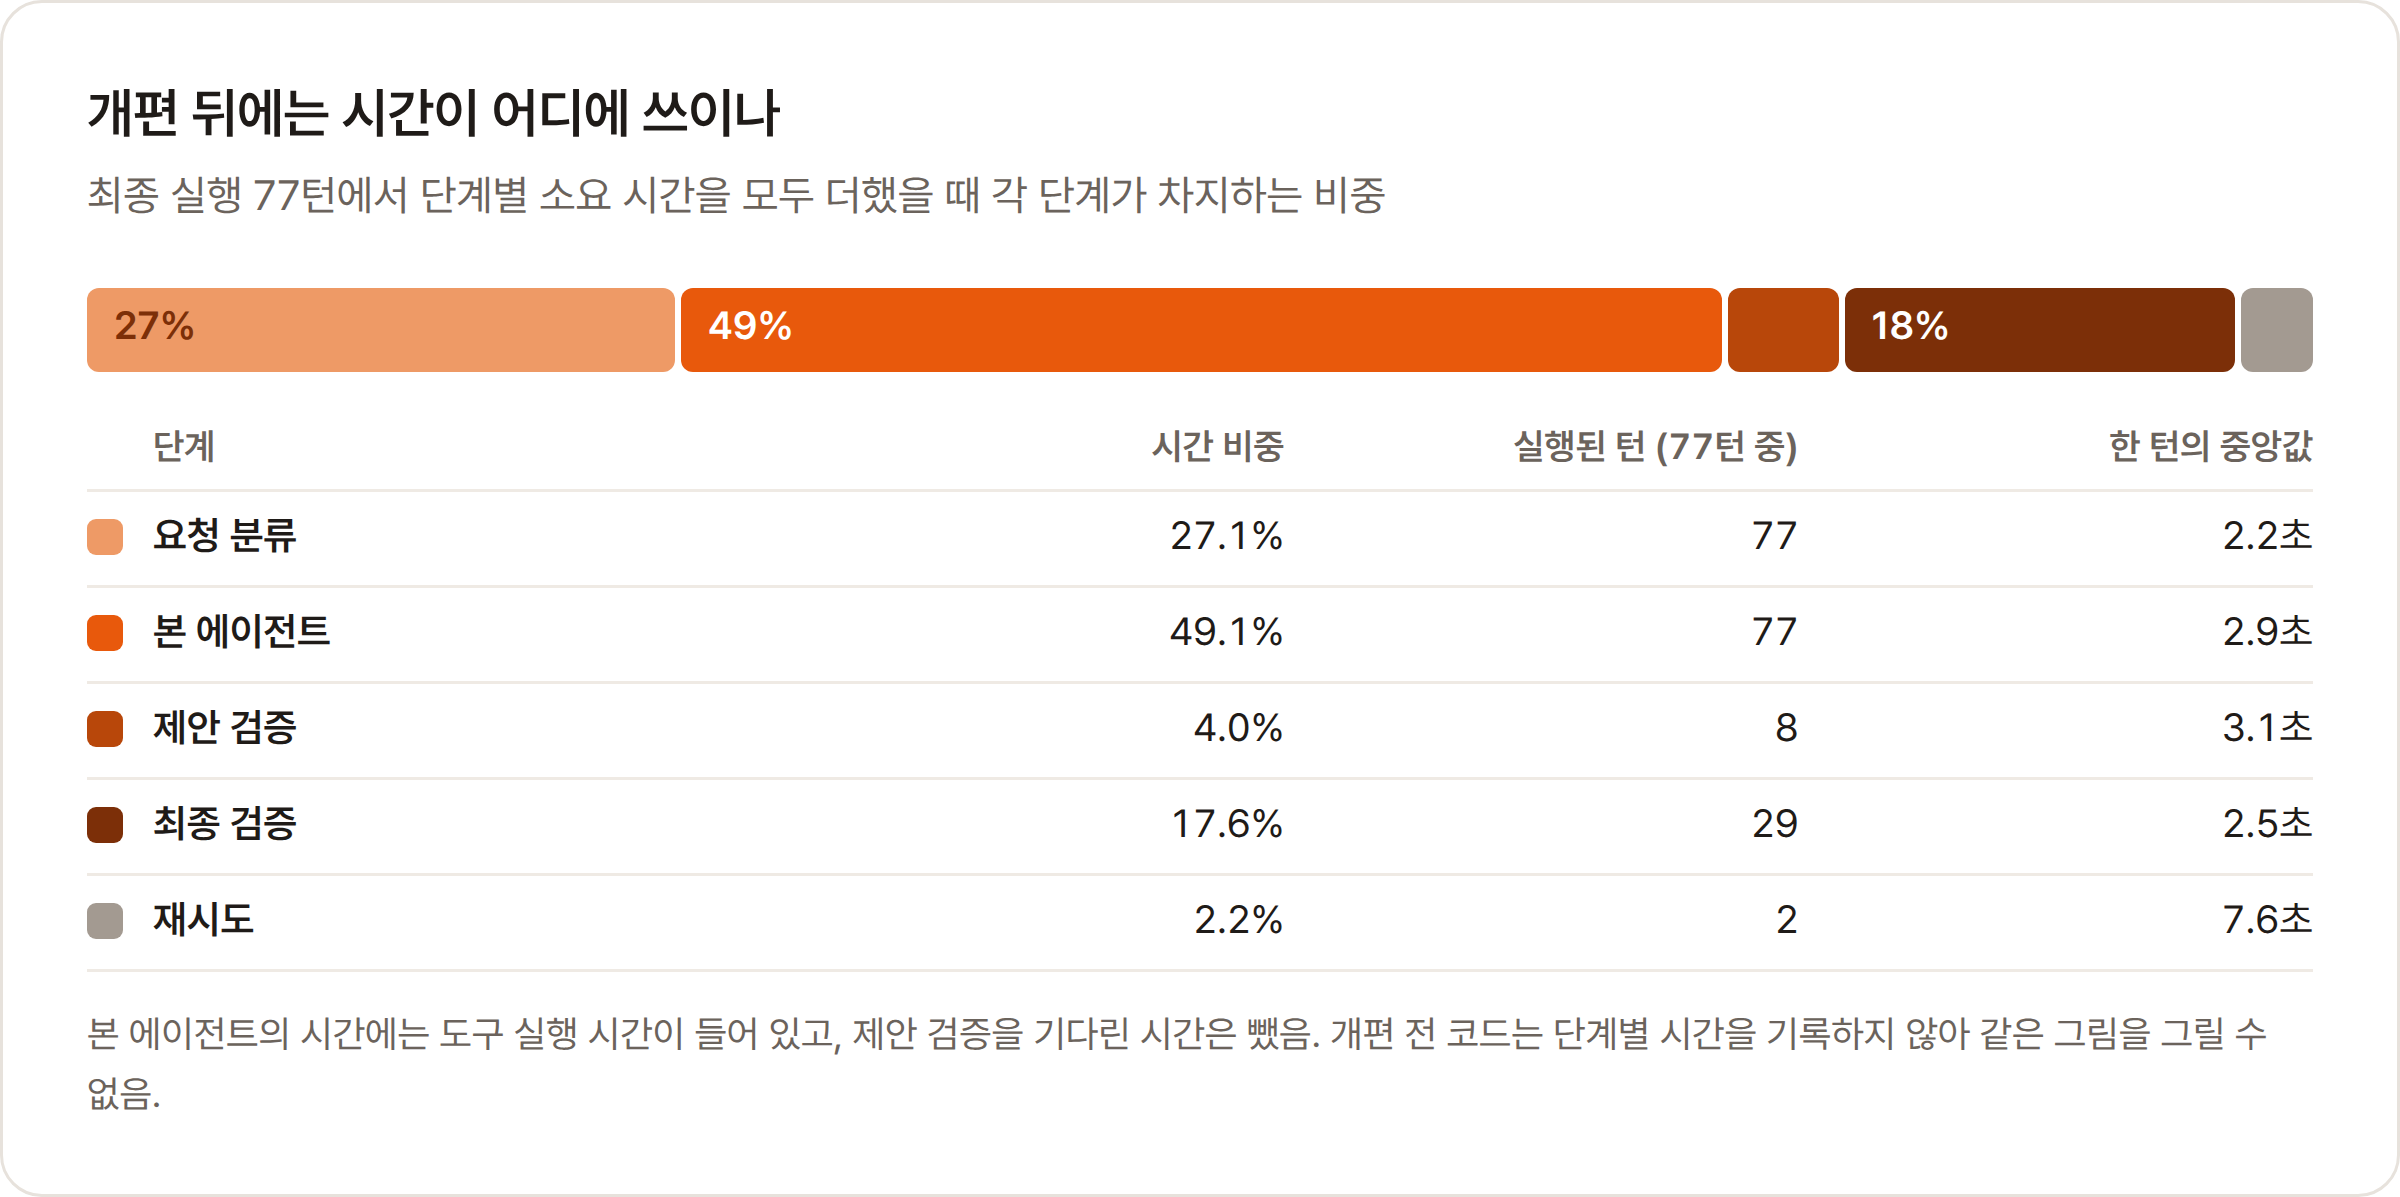 개편 뒤에는 시간이 어디에 쓰이나
최종 실행 77턴에서 단계별 소요 시간을 모두 더했을 때 각 단계가 차지하는 비중
27% 49% 18%
단계 시간 비중 실행된 턴 (77턴 중) 한 턴의 중앙값
요청 분류 27.1% 77 2.2초
본 에이전트 49.1% 77 2.9초
제안 검증 4.0% 8 3.1초
최종 검증 17.6% 29 2.5초
재시도 2.2% 2 7.6초
본 에이전트의 시간에는 도구 실행 시간이 들어 있고, 제안 검증을 기다린 시간은 뺐음. 개편 전 코드는 단계별 시간을 기록하지 않아 같은 그림을 그릴 수
없음.